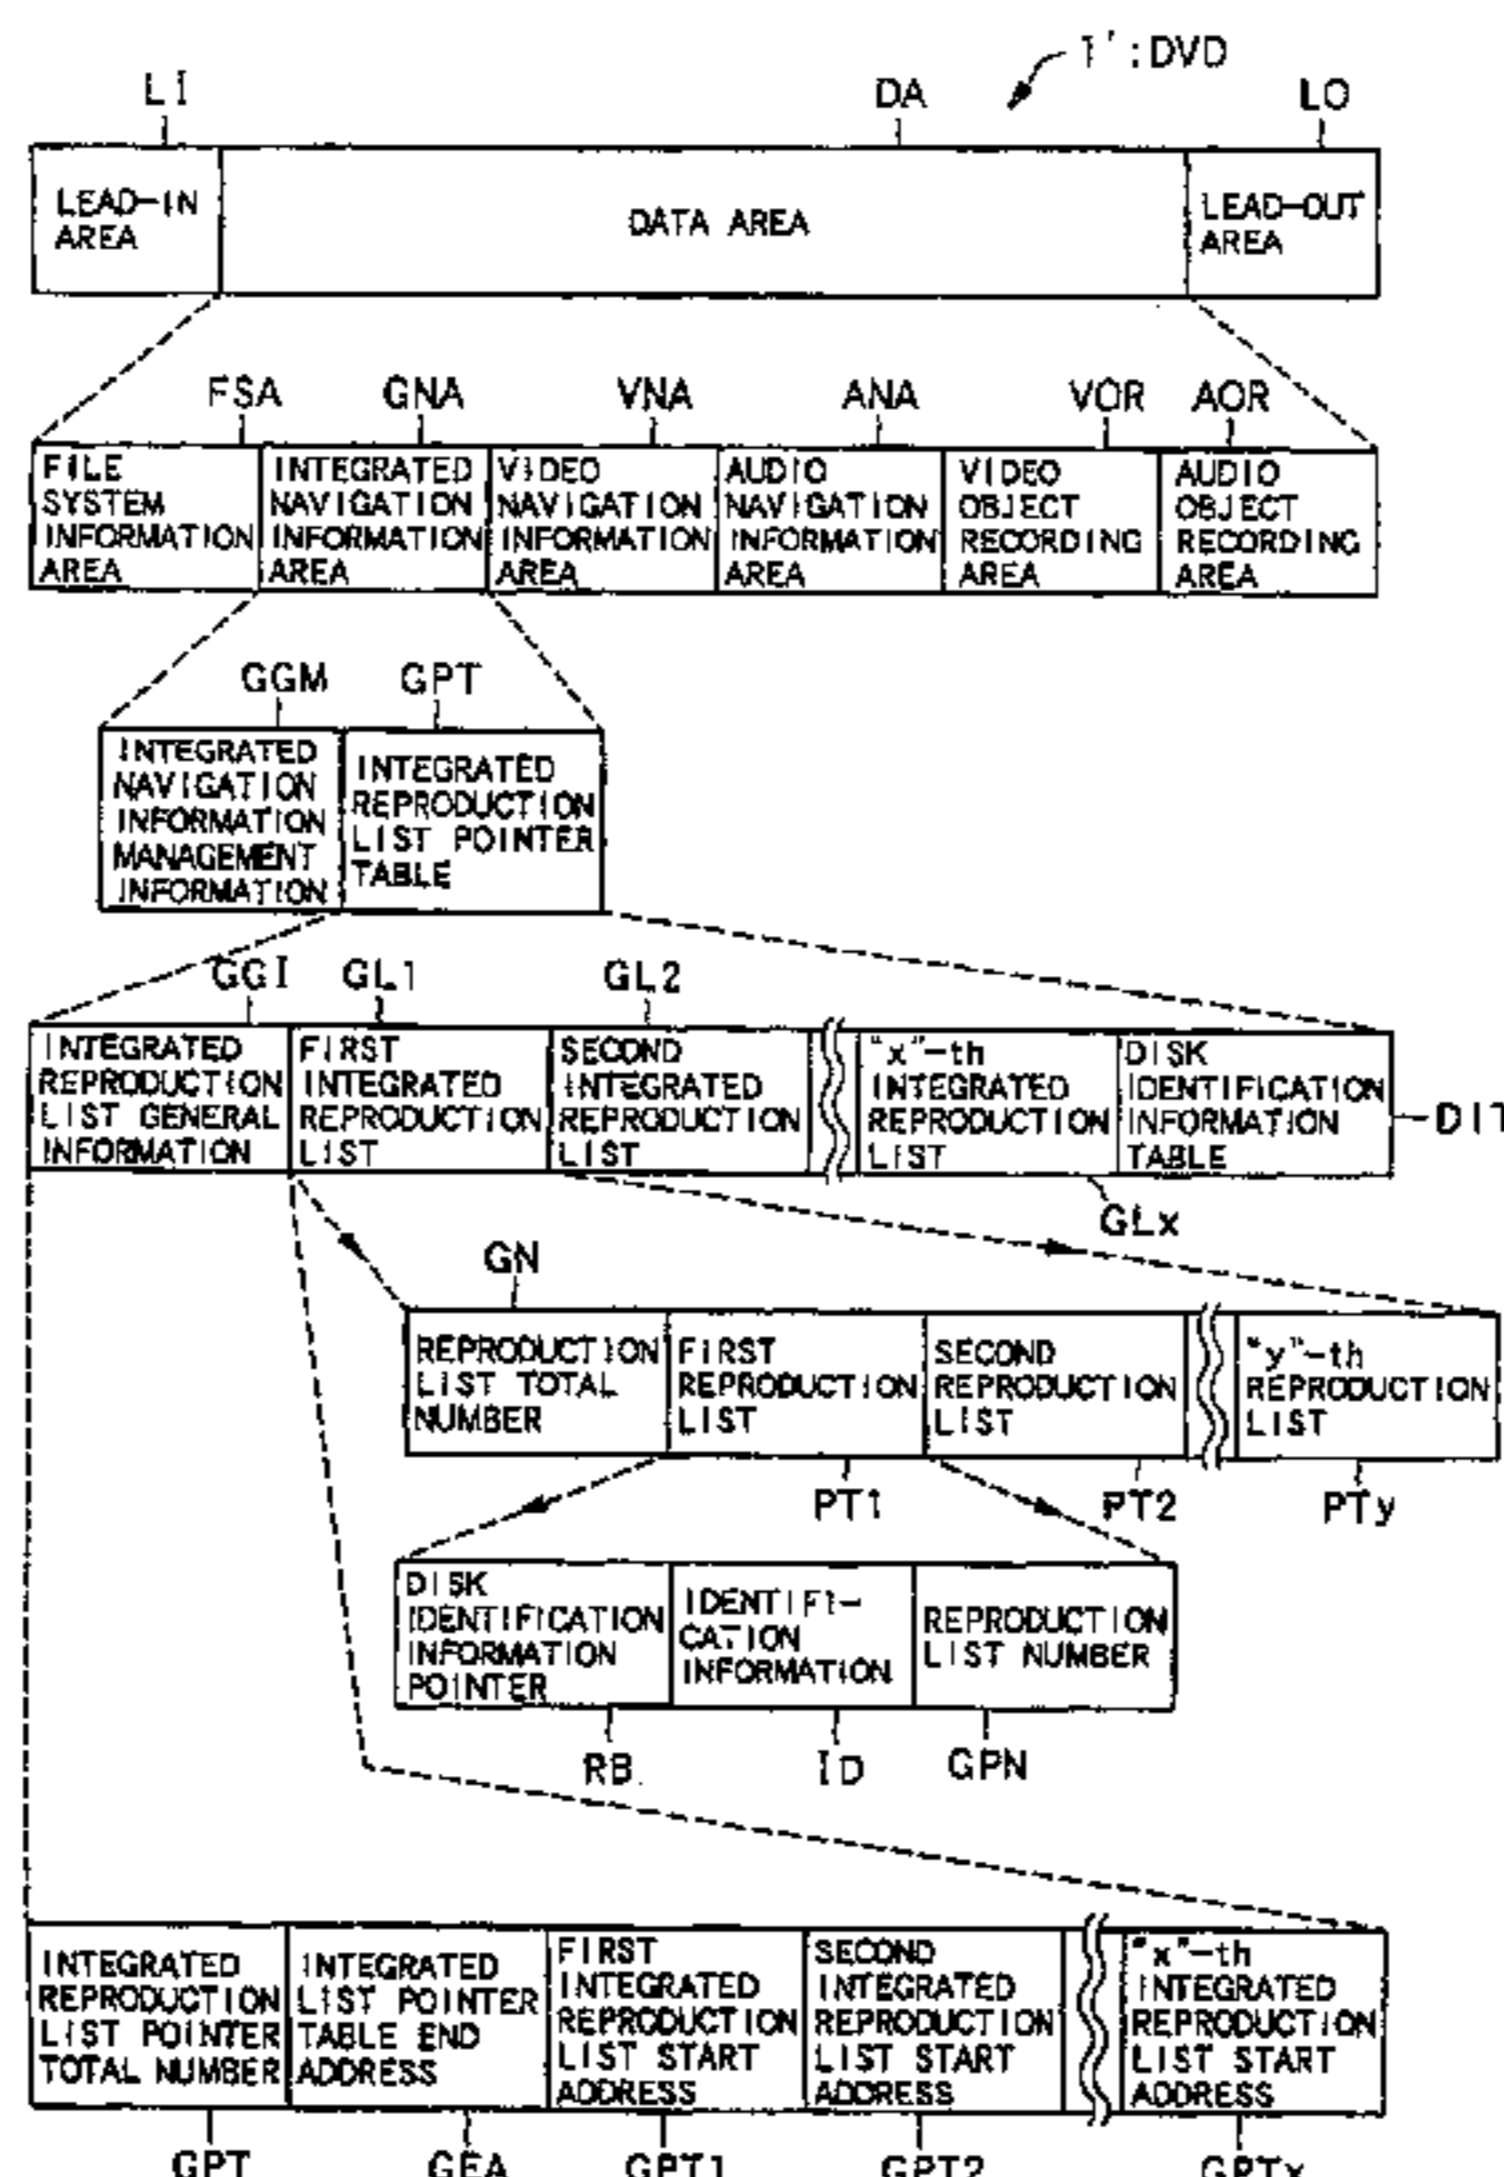 1':DVD
LI DA LO
LEAD-IN
AREA
DATA AREA
LEAD-OUT
AREA
FSA GNA VNA ANA VOR AOR
FILE
SYSTEM
INFORMATION
AREA
INTEGRATED
NAVIGATION
INFORMATION
AREA
VIDEO
NAVIGATION
INFORMATION
AREA
AUDIO
NAVIGATION
INFORMATION
AREA
VIDEO
OBJECT
RECORDING
AREA
AUDIO
OBJECT
RECORDING
AREA
GGM GPT
INTEGRATED
NAVIGATION
INFORMATION
MANAGEMENT
INFORMATION
INTEGRATED
REPRODUCTION
LIST POINTER
TABLE
GGI GL1 GL2
INTEGRATED
REPRODUCTION
LIST GENERAL
INFORMATION
FIRST
INTEGRATED
REPRODUCTION
LIST
SECOND
INTEGRATED
REPRODUCTION
LIST
"x"-th
INTEGRATED
REPRODUCTION
LIST
DISK
IDENTIFICATION
INFORMATION
TABLE
DIT
GLx
GN
REPRODUCTION
LIST TOTAL
NUMBER
FIRST
REPRODUCTION
LIST
SECOND
REPRODUCTION
LIST
"y"-th
REPRODUCTION
LIST
PT1 PT2 PTy
DISK
IDENTIFICATION
INFORMATION
POINTER
IDENTIFI-
CATION
INFORMATION
REPRODUCTION
LIST NUMBER
RB ID GPN
INTEGRATED
REPRODUCTION
LIST POINTER
TOTAL NUMBER
INTEGRATED
LIST POINTER
TABLE END
ADDRESS
FIRST
INTEGRATED
REPRODUCTION
LIST START
ADDRESS
SECOND
INTEGRATED
REPRODUCTION
LIST START
ADDRESS
"x"-th
INTEGRATED
REPRODUCTION
LIST START
ADDRESS
GPT GEA GPT1 GPT2 GPTx